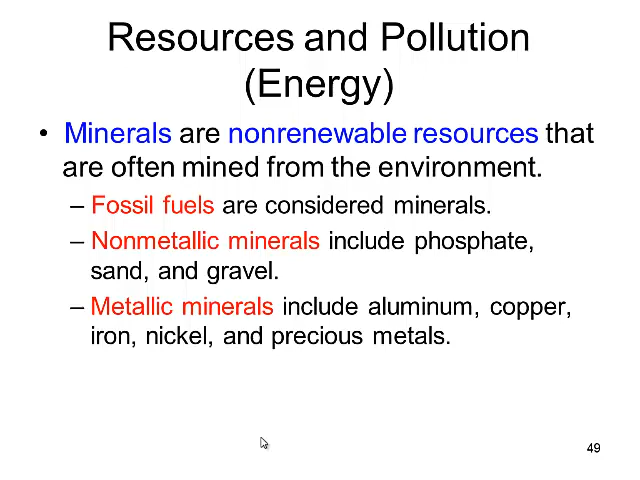 Resources and Pollution
(Energy)
• Minerals are nonrenewable resources that
are often mined from the environment.
– Fossil fuels are considered minerals.
– Nonmetallic minerals include phosphate,
sand, and gravel.
– Metallic minerals include aluminum, copper,
iron, nickel, and precious metals.
49